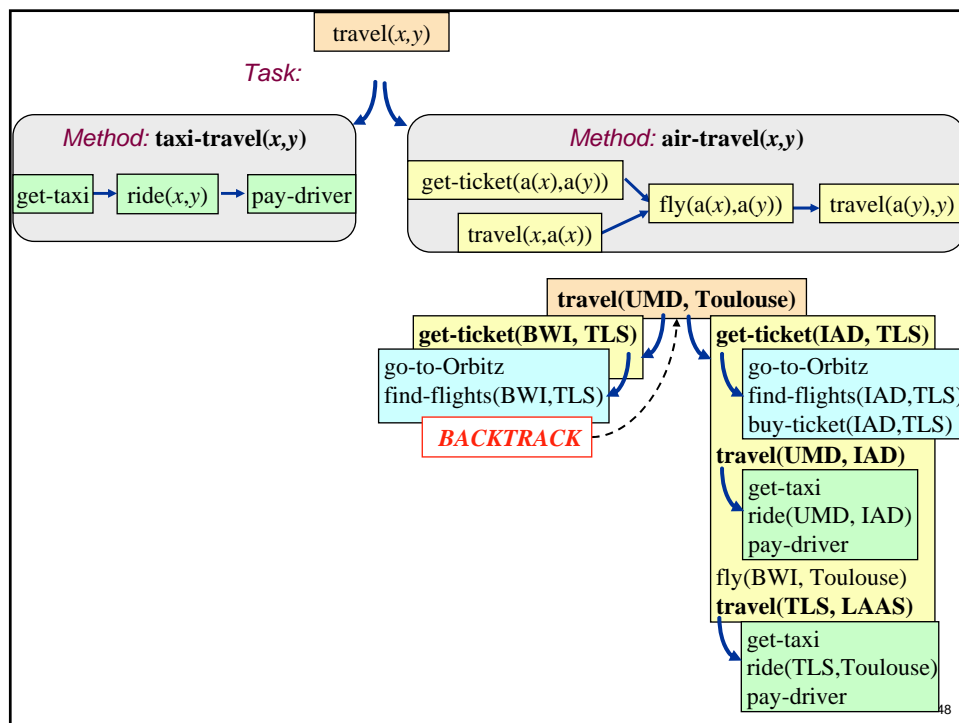 travel(x,y)
Task:
Method: taxi-travel(x,y)
get-taxi
ride(x,y)
pay-driver
Method: air-travel(x,y)
get-ticket(a(x),a(y))
travel(x,a(x))
fly(a(x),a(y))
travel(a(y),y)
travel(UMD, Toulouse)
get-ticket(BWI, TLS)
go-to-Orbitz
find-flights(BWI,TLS)
BACKTRACK
get-ticket(IAD, TLS)
go-to-Orbitz
find-flights(IAD,TLS)
buy-ticket(IAD,TLS)
travel(UMD, IAD)
get-taxi
ride(UMD, IAD)
pay-driver
fly(BWI, Toulouse)
travel(TLS, LAAS)
get-taxi
ride(TLS,Toulouse)
pay-driver
48